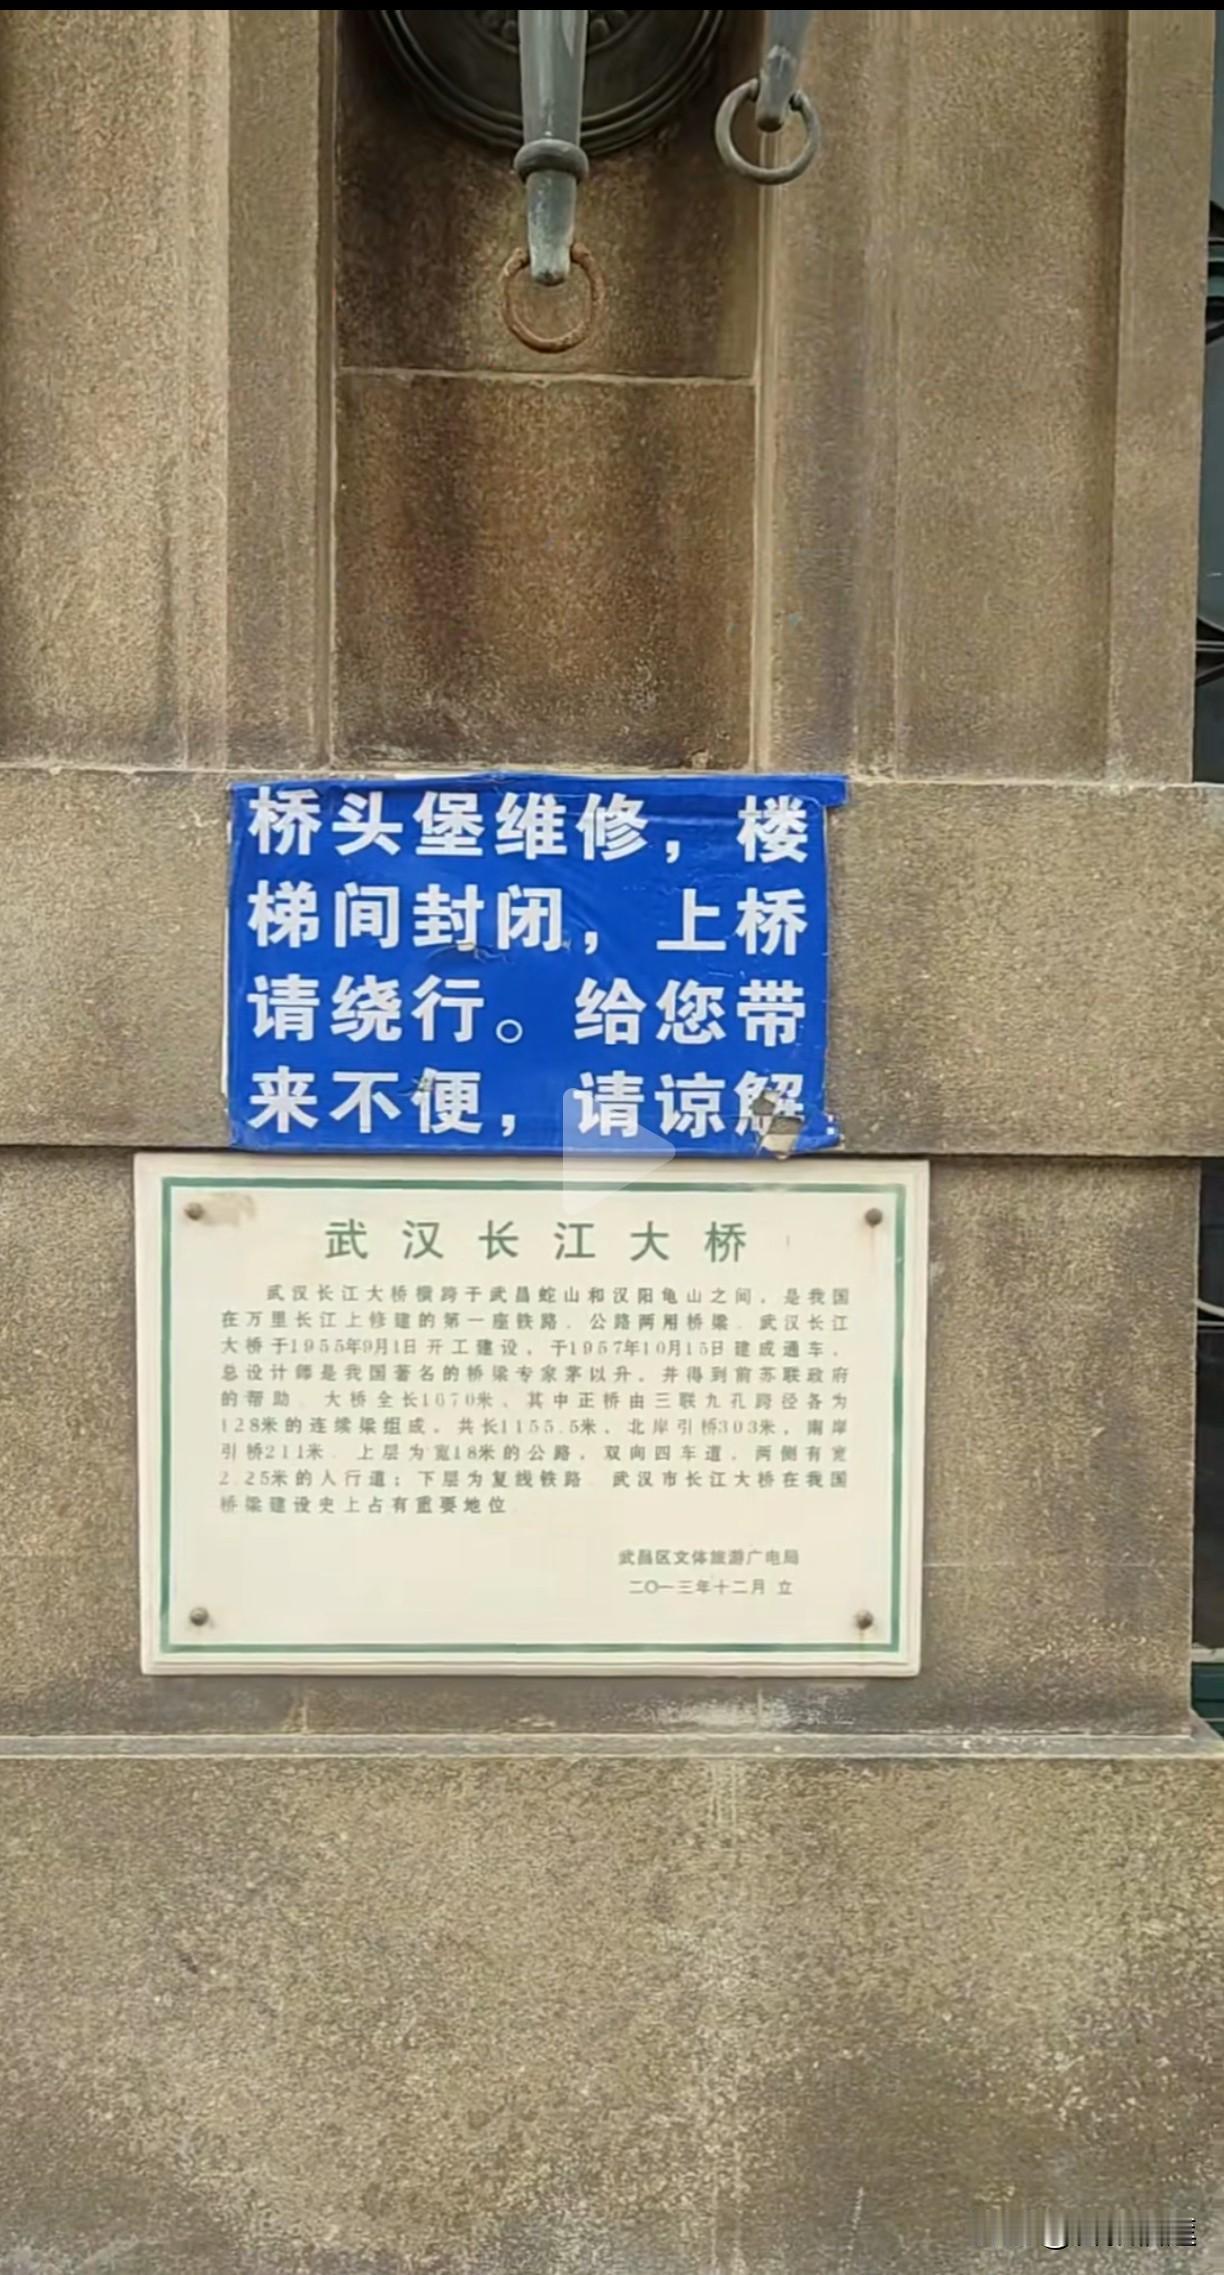 桥头堡维修，楼
梯间封闭，上桥
请绕行。给您带
来不便，请谅解
武汉长江大桥
武汉长江大桥横跨于武昌蛇山和汉阳龟山之间，是我国
在万里长江上修建的第一座铁路、公路两用桥梁。武汉长江
大桥于1955年9月1日开工建设，于1957年10月15日建成通车，
总设计师是我国著名的桥梁专家茅以升，并得到前苏联政府
的帮助。大桥全长1670米，其中正桥由三联九孔跨径各为
128米的连续梁组成，共长1155.5米，北岸引桥303米，南岸
引桥211米。上层为宽18米的公路，双向四车道，两侧有宽
2.25米的人行道；下层为复线铁路。武汉市长江大桥在我国
桥梁建设史上占有重要地位
武昌区文体旅游广电局
二〇一三年十二月 立